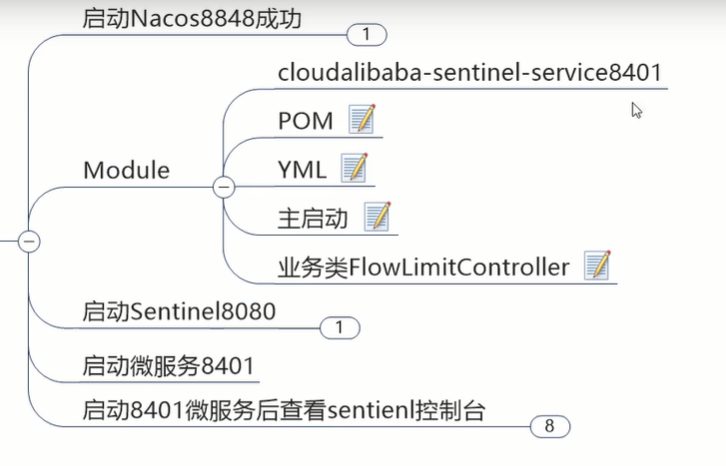 启动Nacos8848成功
1
cloudalibaba-sentinel-service8401
POM
Module
YML
主启动
业务类FlowLimitController
启动Sentinel8080
1
启动微服务8401
启动8401微服务后查看sentienl控制台
8